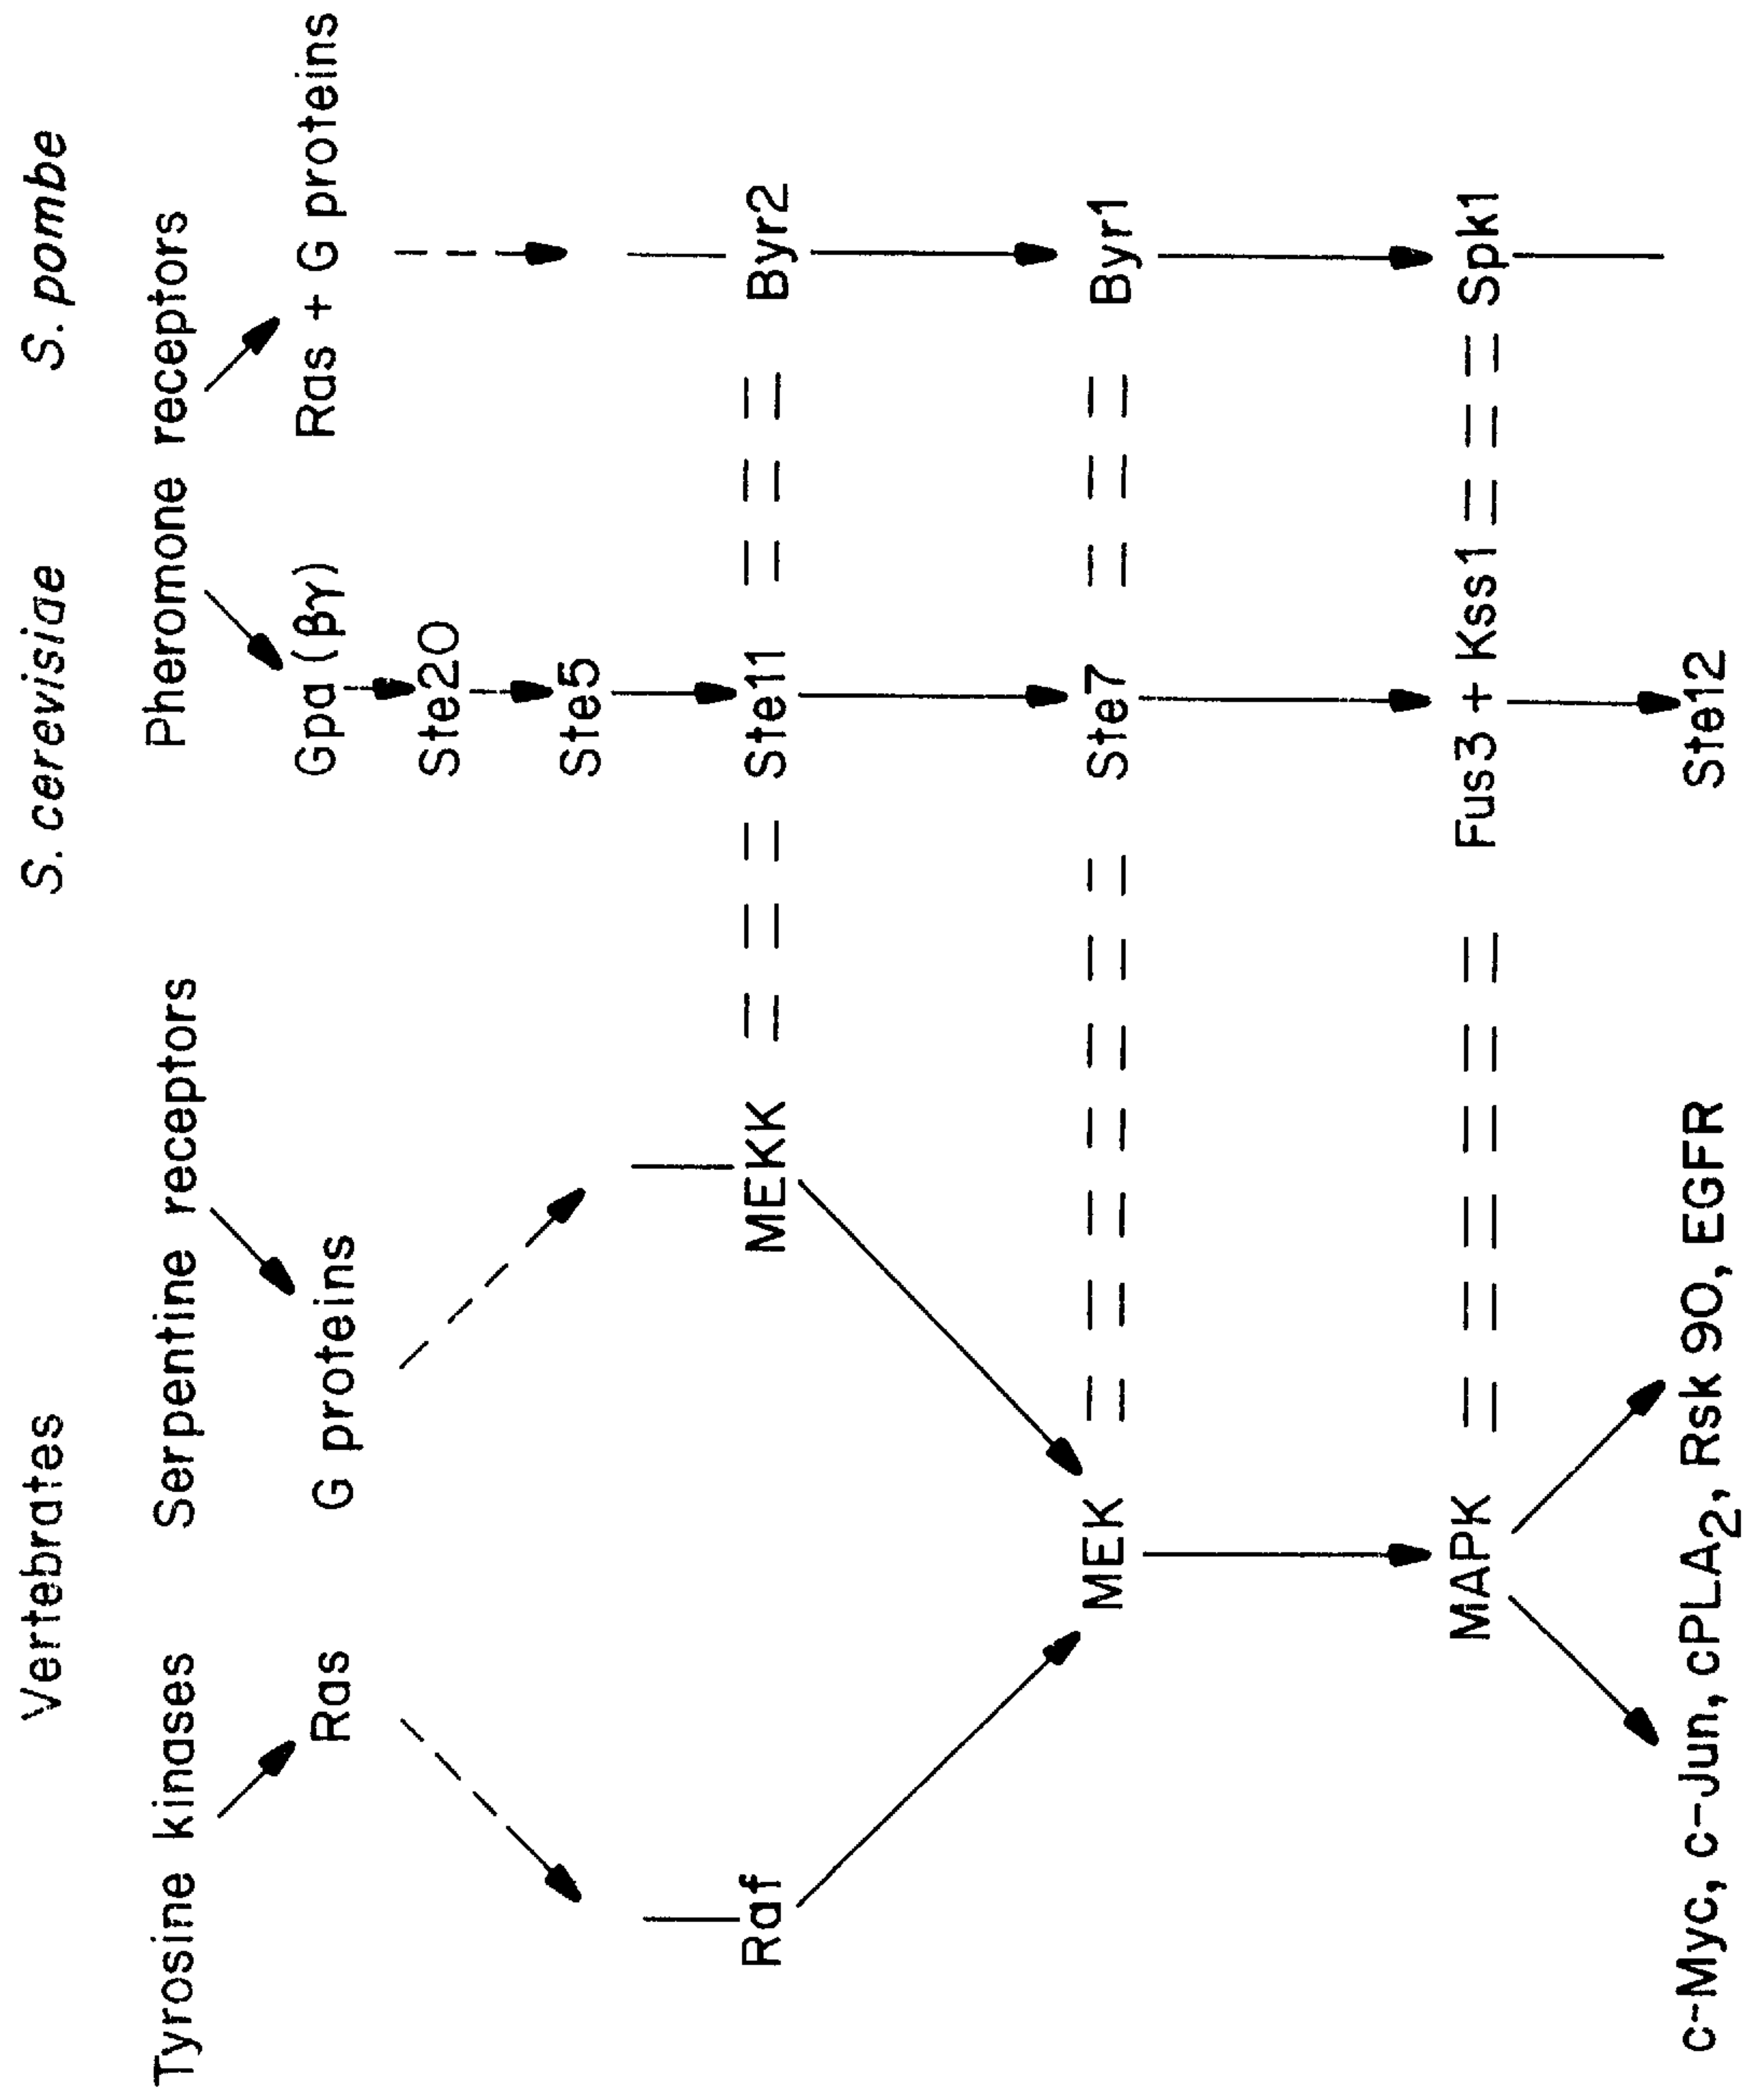 Vertebrates S. cerevisiae S. pombe
Tyrosine kinases Serpentine receptors Pheromone receptors
Ras G proteins Gpa (βγ) Ras + G proteins
Ste20
Ste5
Raf MEKK = = = Ste11 = = = Byr2
MEK = = = = = = = Ste7 = = = Byr1
MAPK = = = = = = Fus3 + Kss1 = = = Spk1
c-Myc, c-Jun, cPLA2, Rsk 90, EGFR Ste12